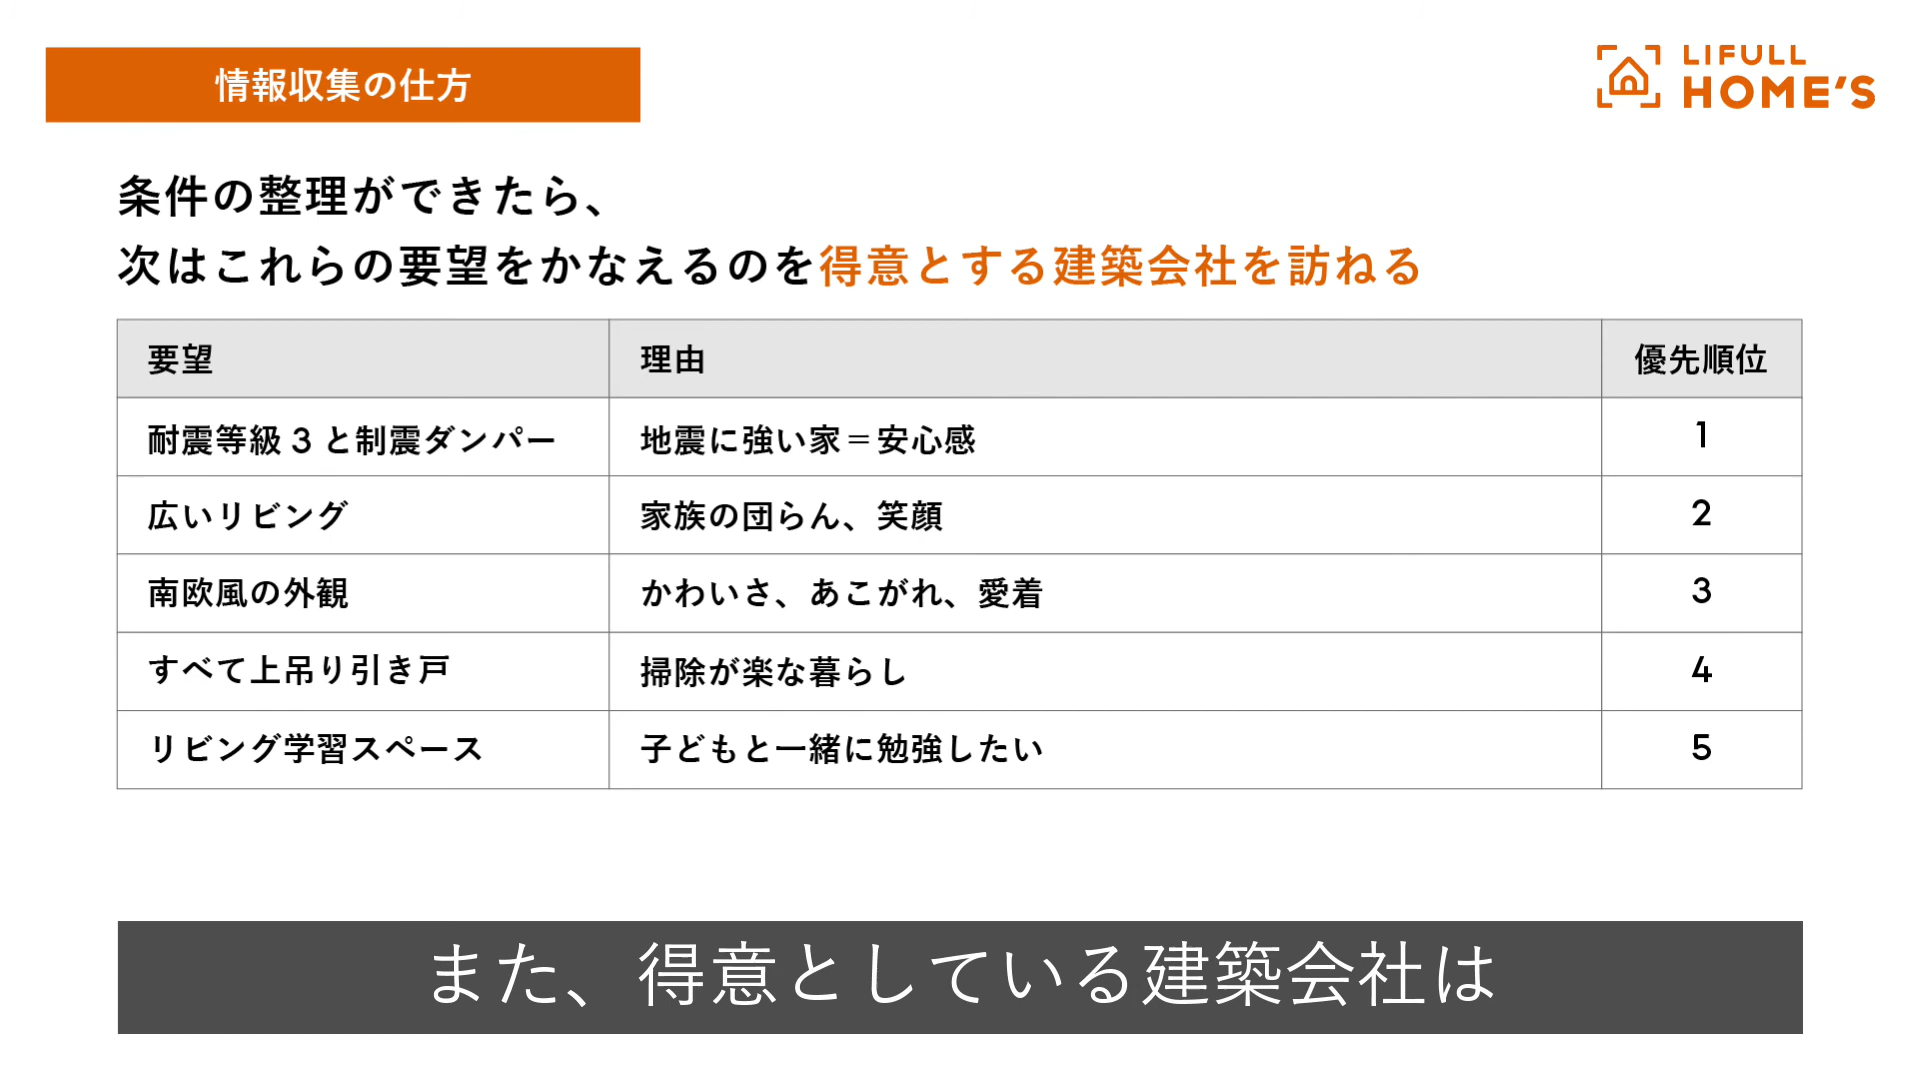 情報収集の仕方
LIFULL
HOME'S
条件の整理ができたら、
次はこれらの要望をかなえるのを得意とする建築会社を訪ねる
要望 理由 優先順位
耐震等級3と制震ダンパー 地震に強い家＝安心感 1
広いリビング 家族の団らん、笑顔 2
南欧風の外観 かわいさ、あこがれ、愛着 3
すべて上吊り引き戸 掃除が楽な暮らし 4
リビング学習スペース 子どもと一緒に勉強したい 5
また、得意としている建築会社は